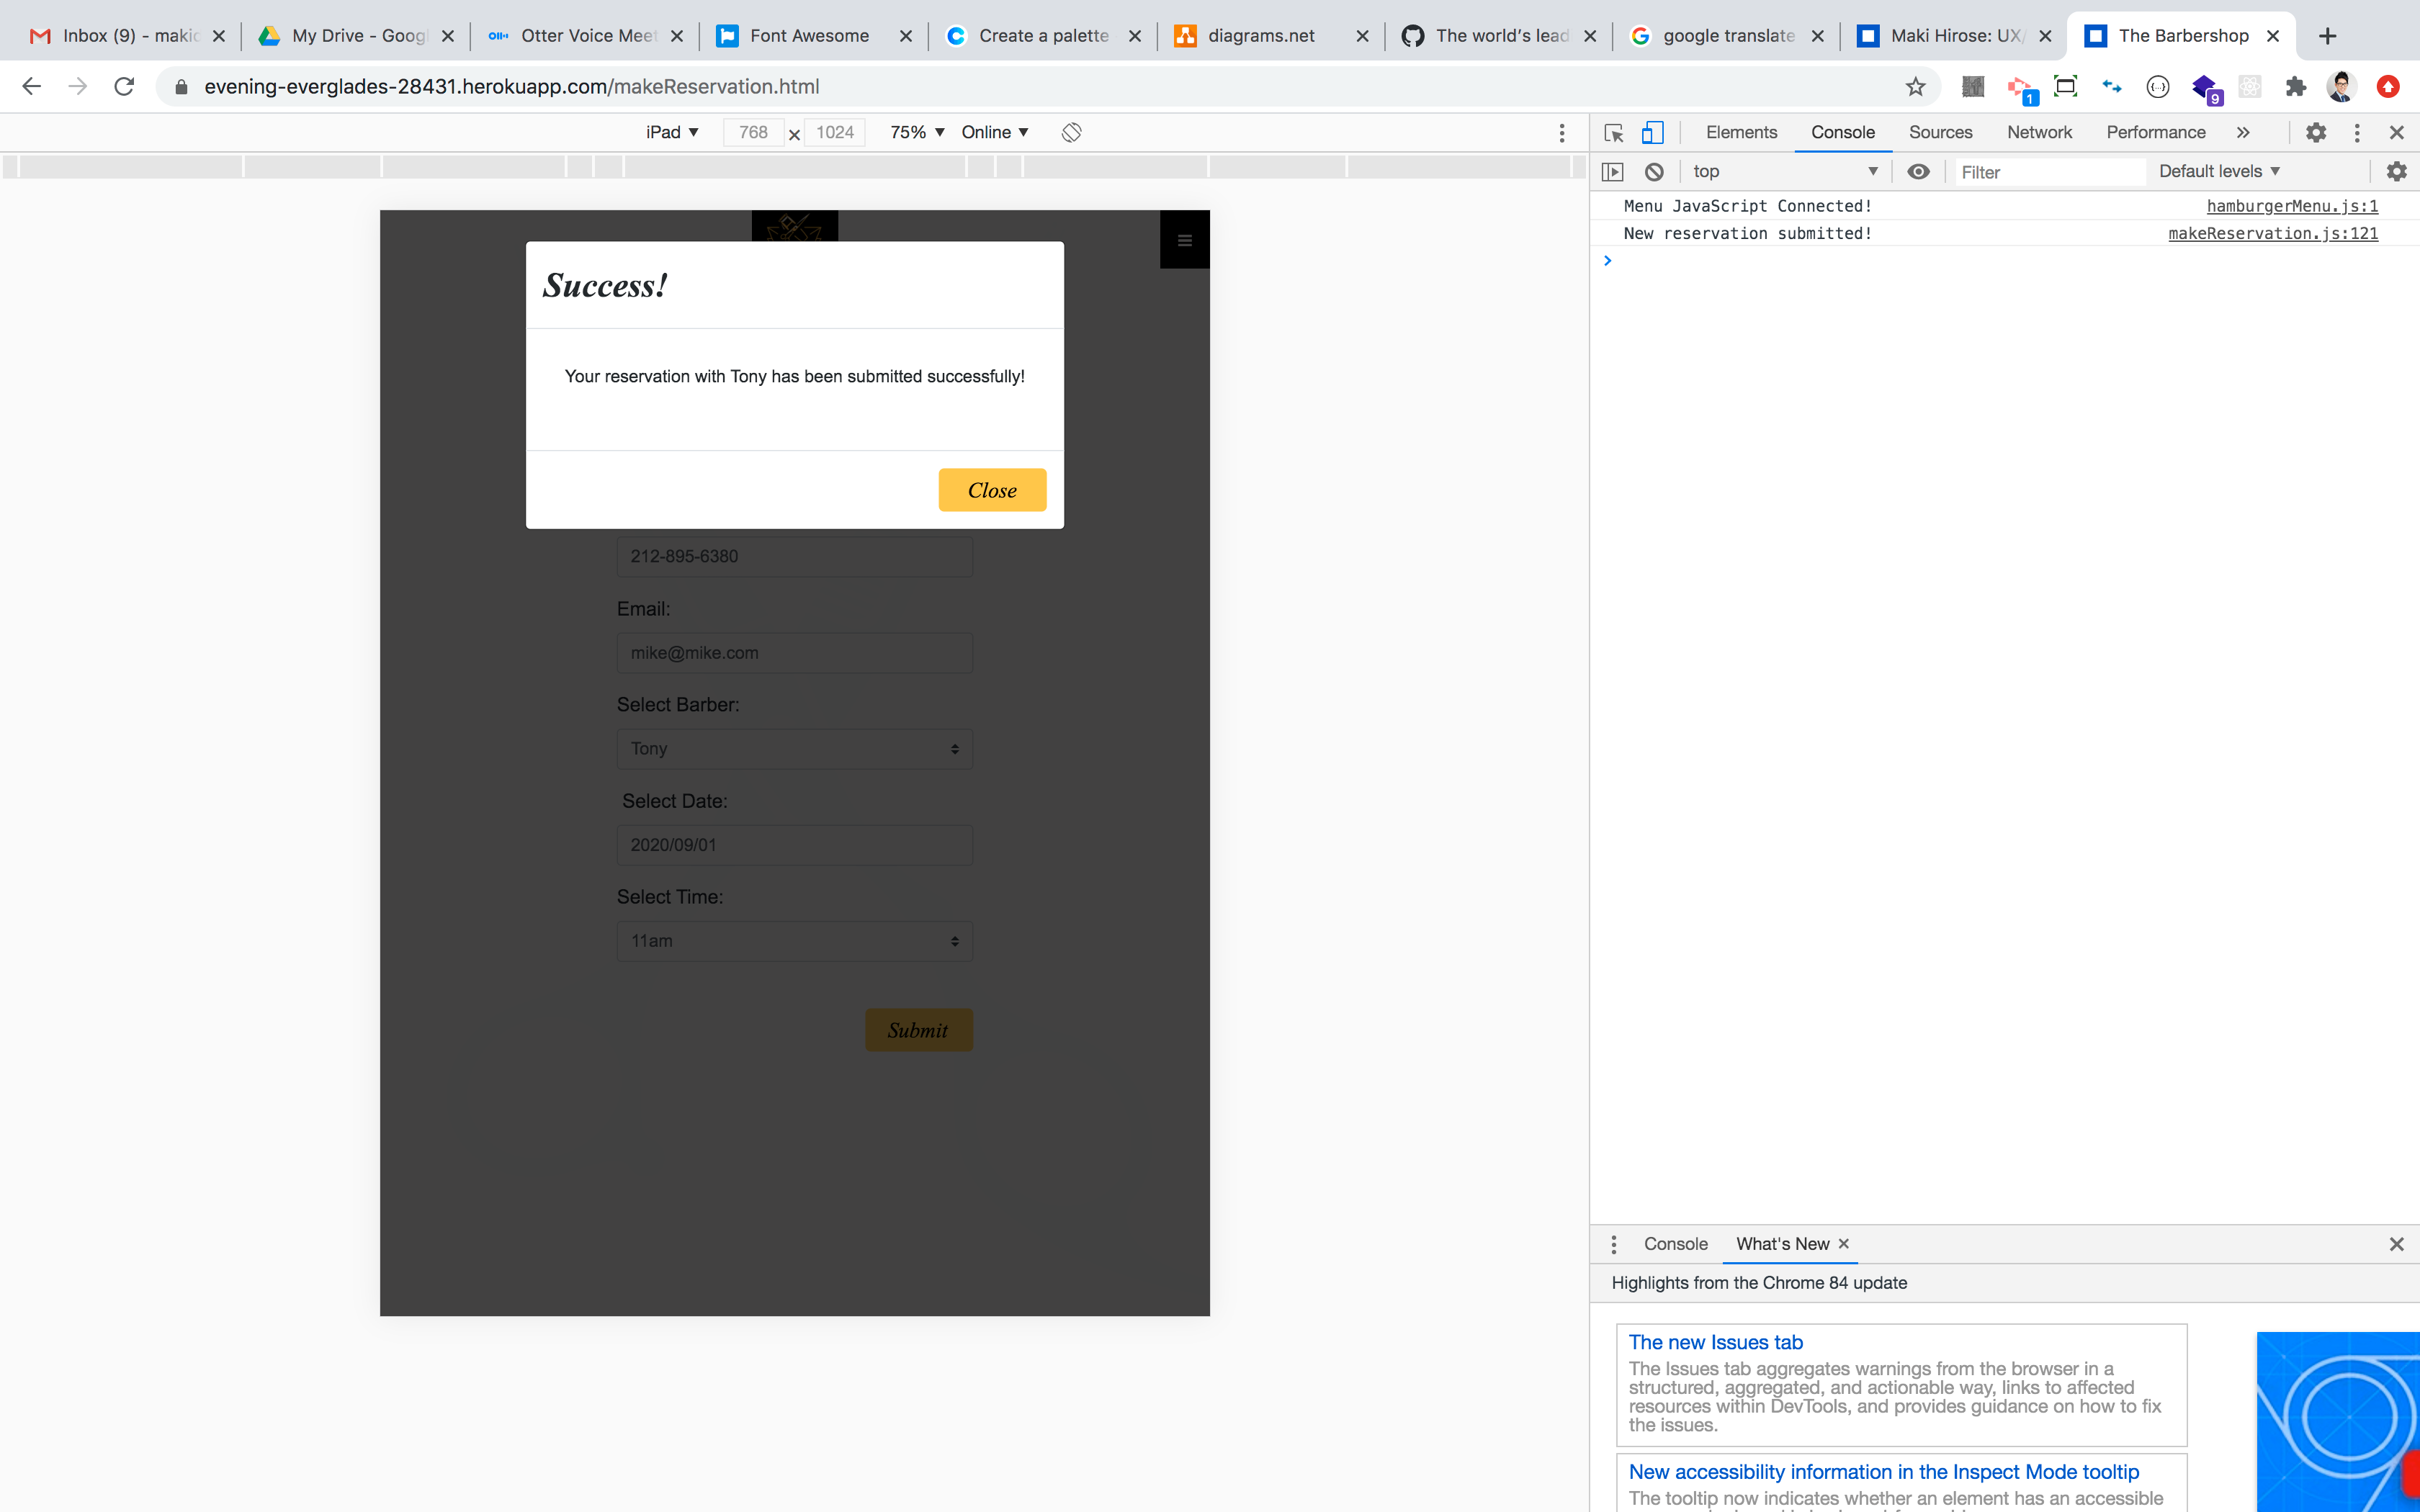 Inbox (9) - maki
My Drive - Goog
Otter Voice Meet
Font Awesome
Create a palette
diagrams.net
The world's lead
google translate
Maki Hirose: UX/
The Barbershop
evening-everglades-28431.herokuapp.com/makeReservation.html
1
9
iPad
768
1024
75%
Online
Elements
Console
Sources
Network
Performance
top
Filter
Default levels
Menu JavaScript Connected!
hamburgerMenu.js:1
New reservation submitted!
makeReservation.js:121
Success!
Your reservation with Tony has been submitted successfully!
Close
212-895-6380
Email:
mike@mike.com
Select Barber:
Tony
Select Date:
2020/09/01
Select Time:
11am
Submit
Console
What's New
Highlights from the Chrome 84 update
The new Issues tab
The Issues tab aggregates warnings from the browser in a
structured, aggregated, and actionable way, links to affected
resources within DevTools, and provides guidance on how to fix
the issues.
New accessibility information in the Inspect Mode tooltip
The tooltip now indicates whether an element has an accessible